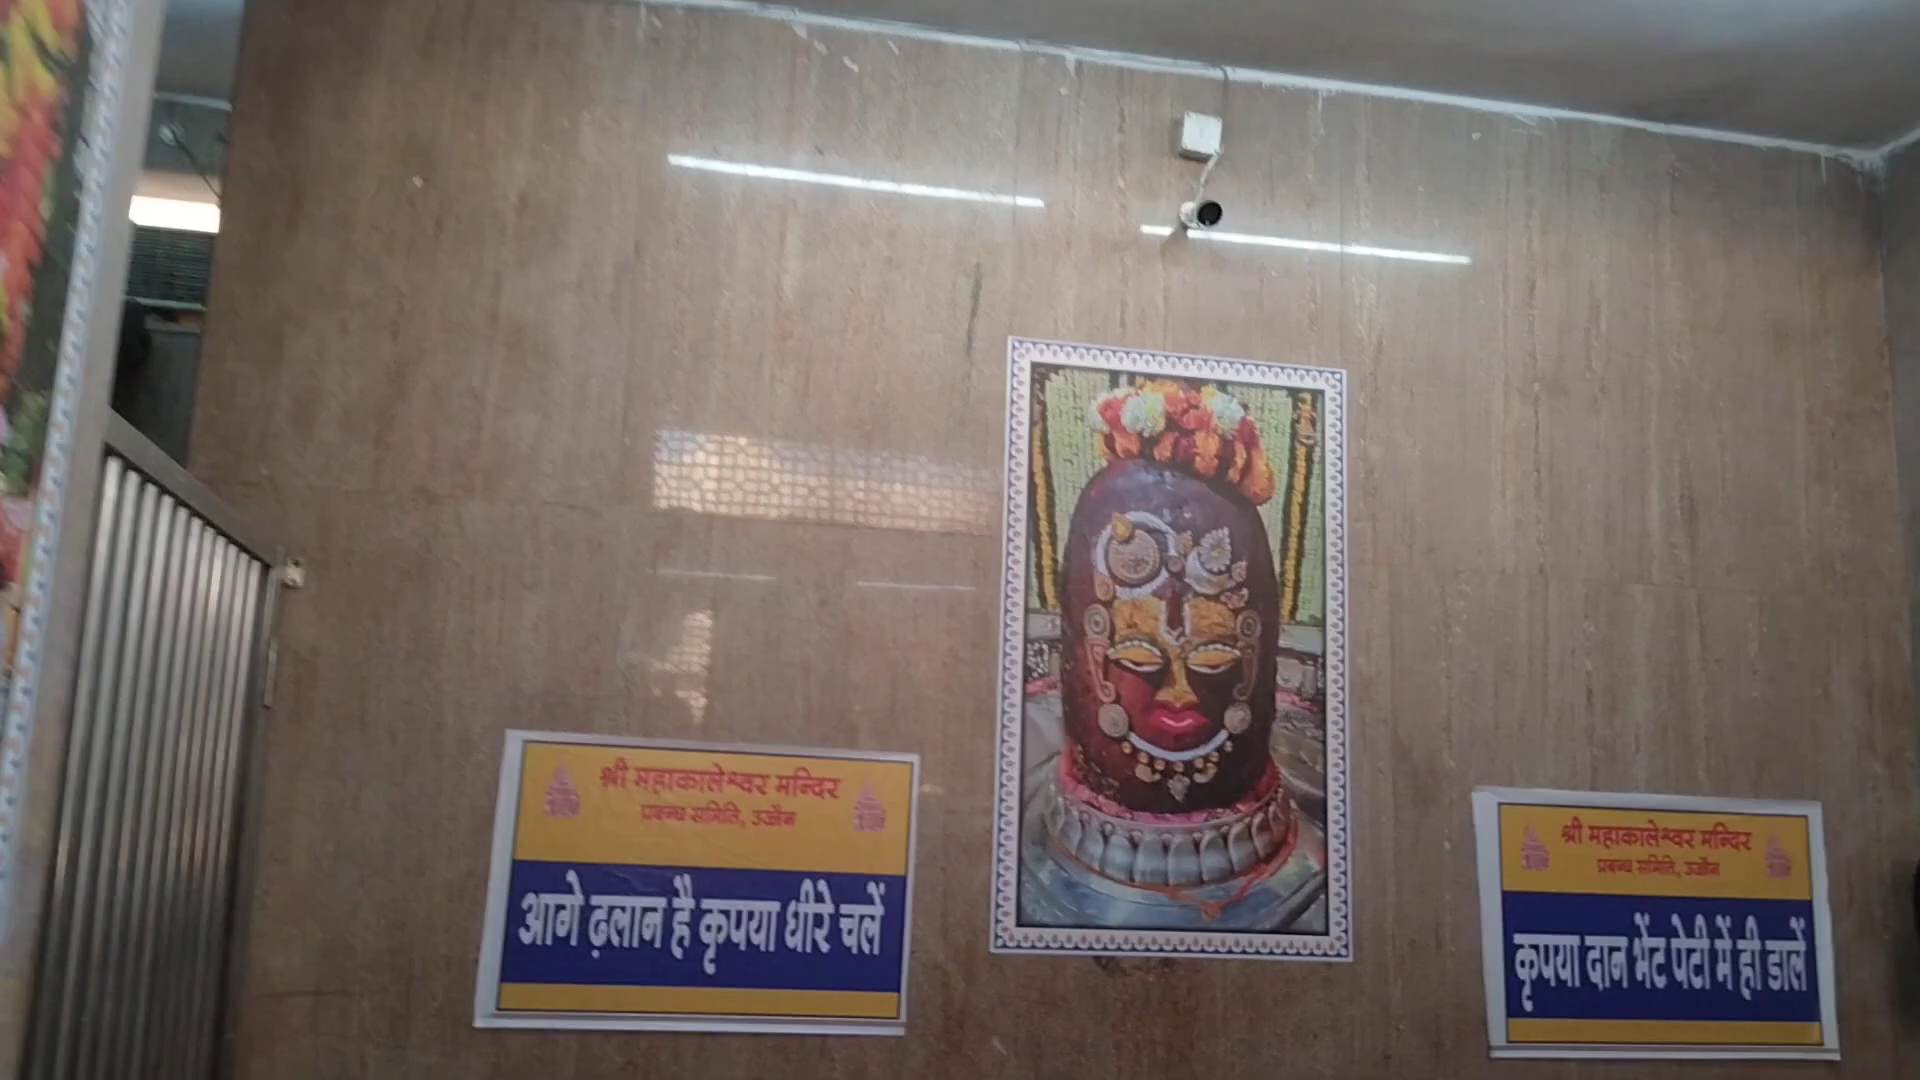 श्री महाकालेश्वर मन्दिर
प्रबन्ध समिति, उज्जैन
आगे ढ़लान है कृपया धीरे चलें
श्री महाकालेश्वर मन्दिर
प्रबन्ध समिति, उज्जैन
कृपया दान भेंट पेटी में ही डालें